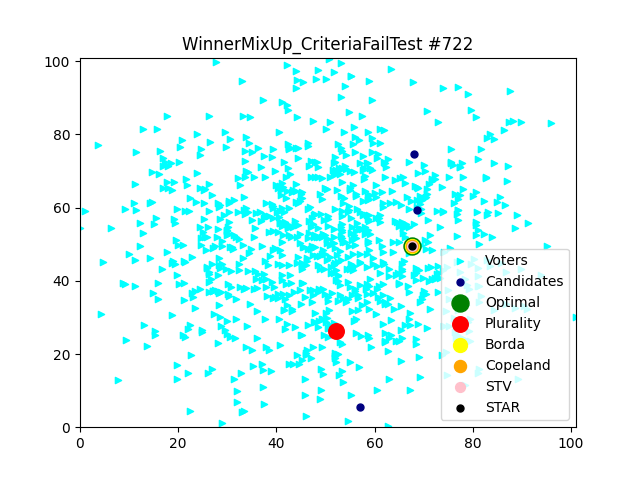 WinnerMixUp_CriteriaFailTest #722
100
80
60
40
20
0
0
20
40
60
80
100
Voters
Candidates
Optimal
Plurality
Borda
Copeland
STV
STAR